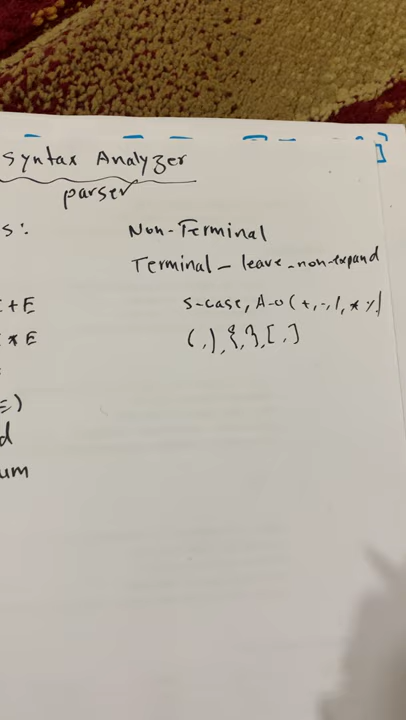 Syntax Analyzer
parser
s:
Non-Terminal
Terminal - leave - non-expand
+E
S-case, A-O (+, -, /, * %)
* E
( , ) , { , } , [ , ]
E)
d
um